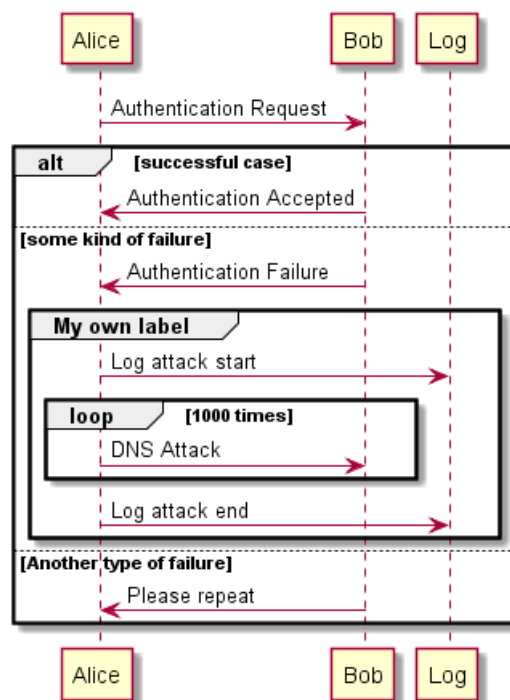 Alice Bob Log
Authentication Request
alt [successful case]
Authentication Accepted
[some kind of failure]
Authentication Failure
My own label
Log attack start
loop [1000 times]
DNS Attack
Log attack end
[Another type of failure]
Please repeat
Alice Bob Log